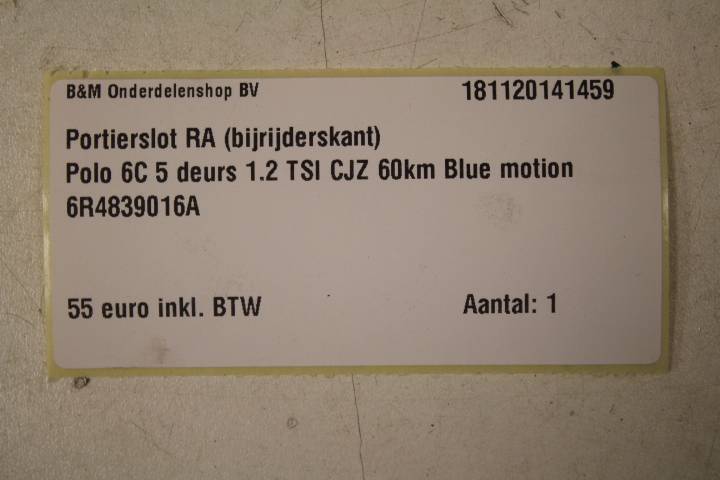 B&M Onderdelenshop BV 181120141459
Portierslot RA (bijrijderskant)
Polo 6C 5 deurs 1.2 TSI CJZ 60km Blue motion
6R4839016A
55 euro inkl. BTW Aantal: 1